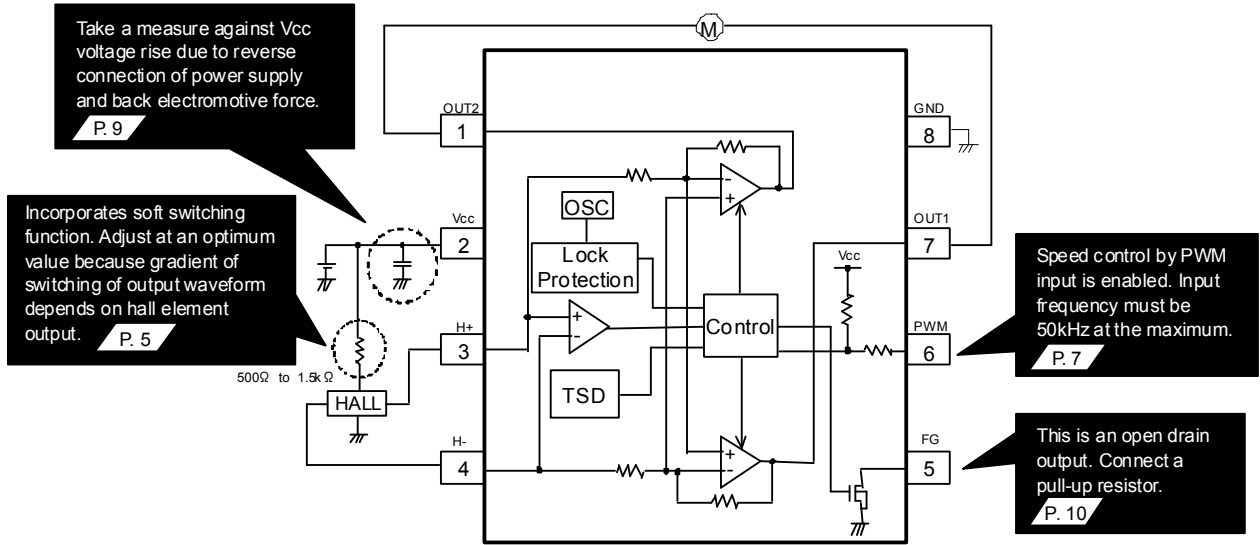 Take a measure against Vcc
voltage rise due to reverse
connection of power supply
and back electromotive force.
P. 9
Incorporates soft switching
function. Adjust at an optimum
value because gradient of
switching of output waveform
depends on hall element
output.
P. 5
500Ω to 1.5k Ω
HALL
M
OUT2
1
Vcc
2
H+
3
H-
4
OSC
Lock
Protection
TSD
Control
Vcc
-
+
+
-
+
-
GND
8
OUT1
7
PWM
6
FG
5
Speed control by PWM
input is enabled. Input
frequency must be
50kHz at the maximum.
P. 7
This is an open drain
output. Connect a
pull-up resistor.
P. 10